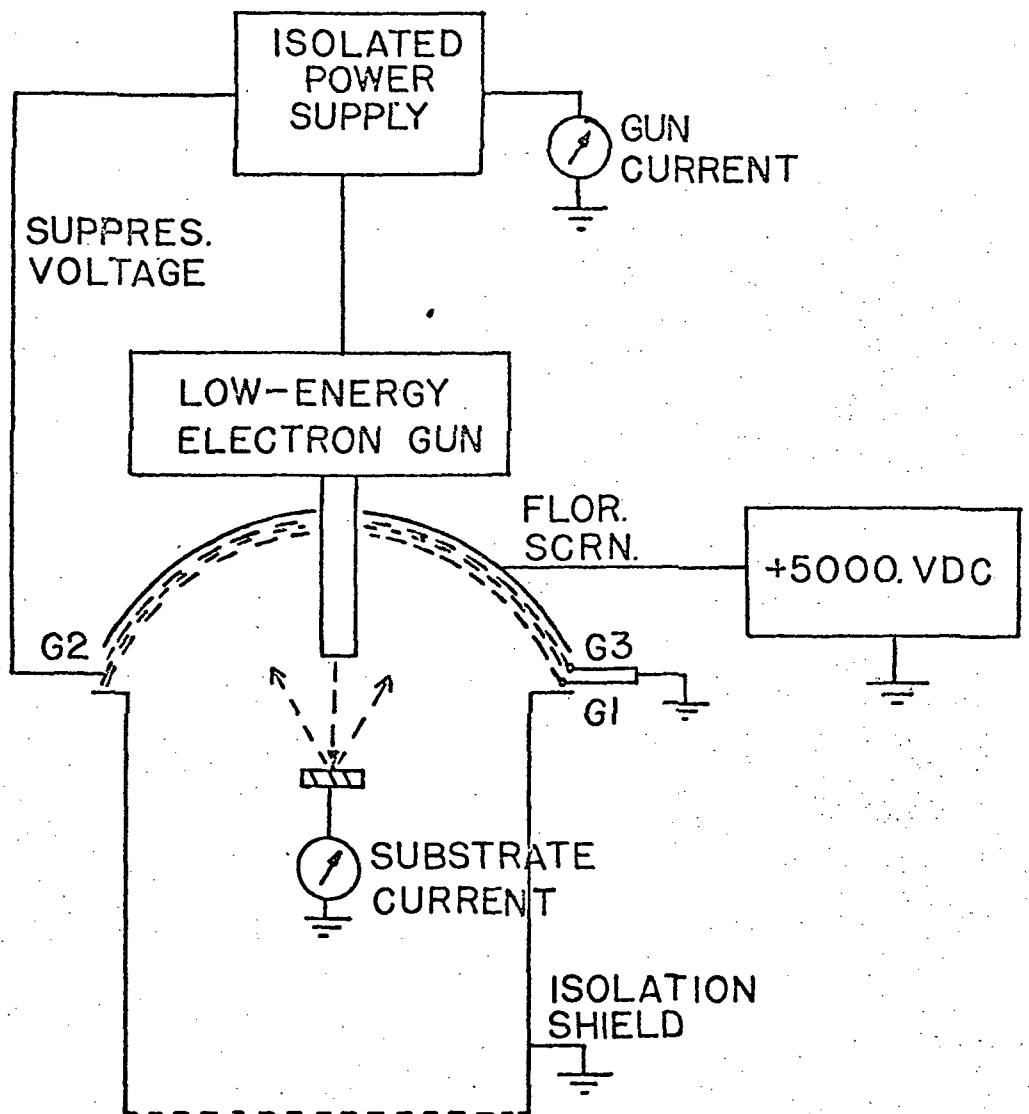 ISOLATED
POWER
SUPPLY
GUN
CURRENT
SUPPRES.
VOLTAGE
LOW-ENERGY
ELECTRON GUN
FLOR.
SCRN.
+5000. VDC
G2
G3
G1
SUBSTRATE
CURRENT
ISOLATION
SHIELD